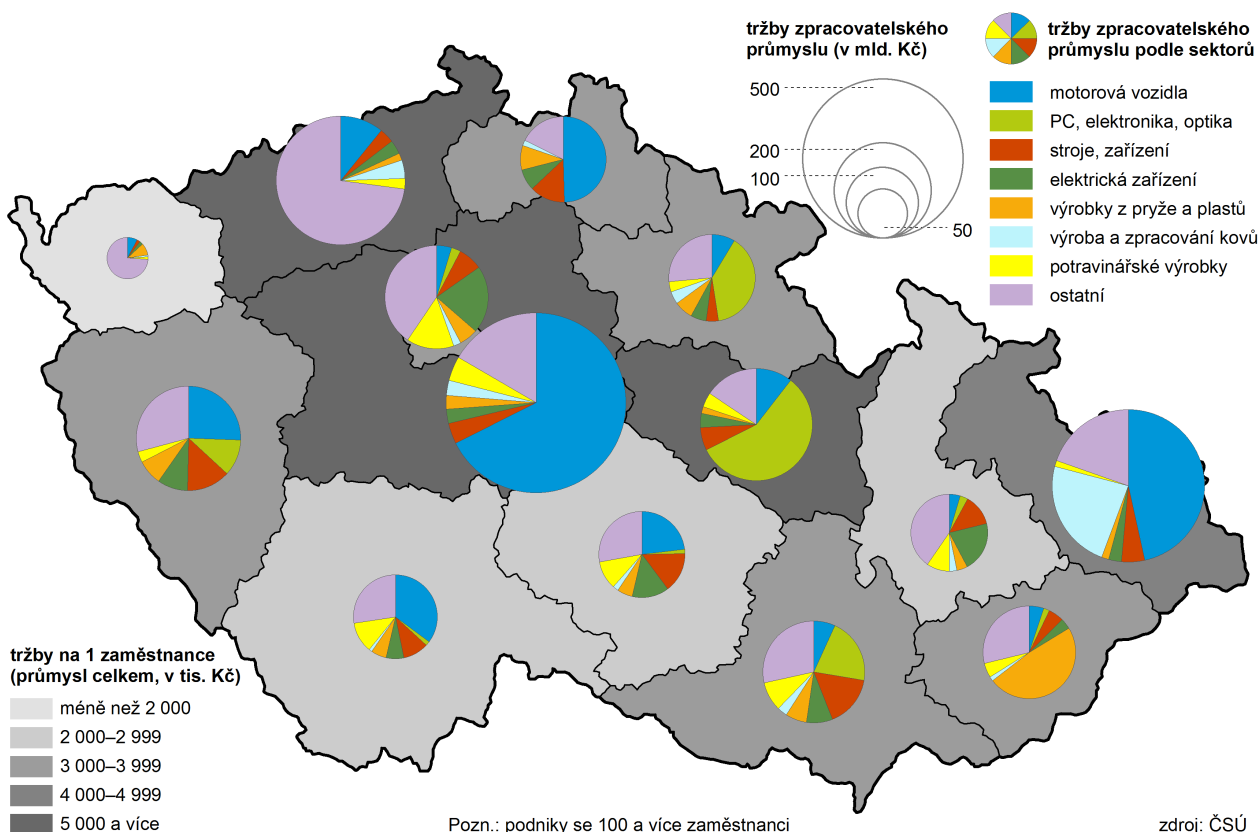 tržby zpracovatelského
průmyslu (v mld. Kč)
500
200
100
50
tržby zpracovatelského
průmyslu podle sektorů
motorová vozidla
PC, elektronika, optika
stroje, zařízení
elektrická zařízení
výrobky z pryže a plastů
výroba a zpracování kovů
potravinářské výrobky
ostatní
tržby na 1 zaměstnance
(průmysl celkem, v tis. Kč)
méně než 2 000
2 000–2 999
3 000–3 999
4 000–4 999
5 000 a více
Pozn.: podniky se 100 a více zaměstnanci
zdroj: ČSÚ